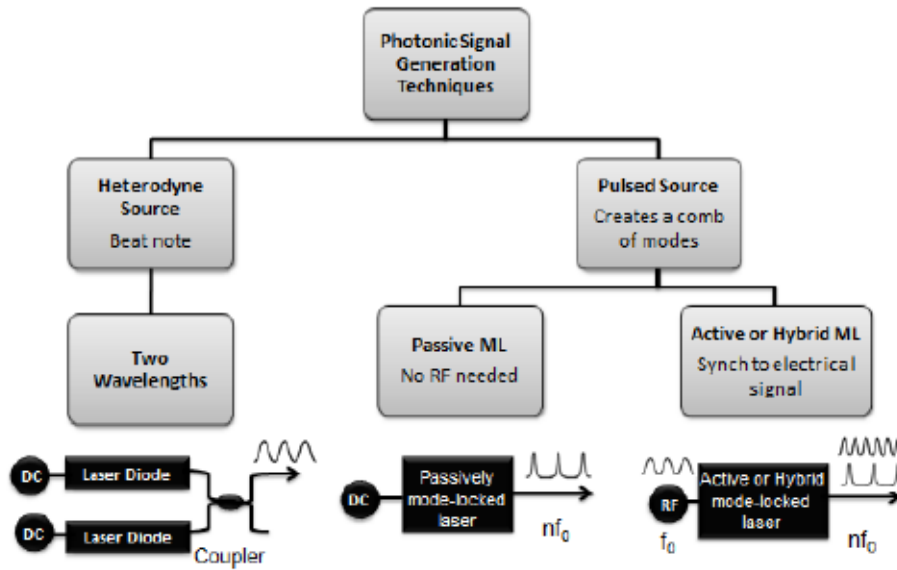 Photonic Signal
Generation
Techniques
Heterodyne
Source
Beat note
Pulsed Source
Creates a comb
of modes
Two
Wavelengths
Passive ML
No RF needed
Active or Hybrid ML
Synch to electrical
signal
DC
Laser Diode
DC
Laser Diode
Coupler
DC
Passively
mode-locked
laser
nf₀
RF
f₀
Active or Hybrid
mode-locked
laser
nf₀